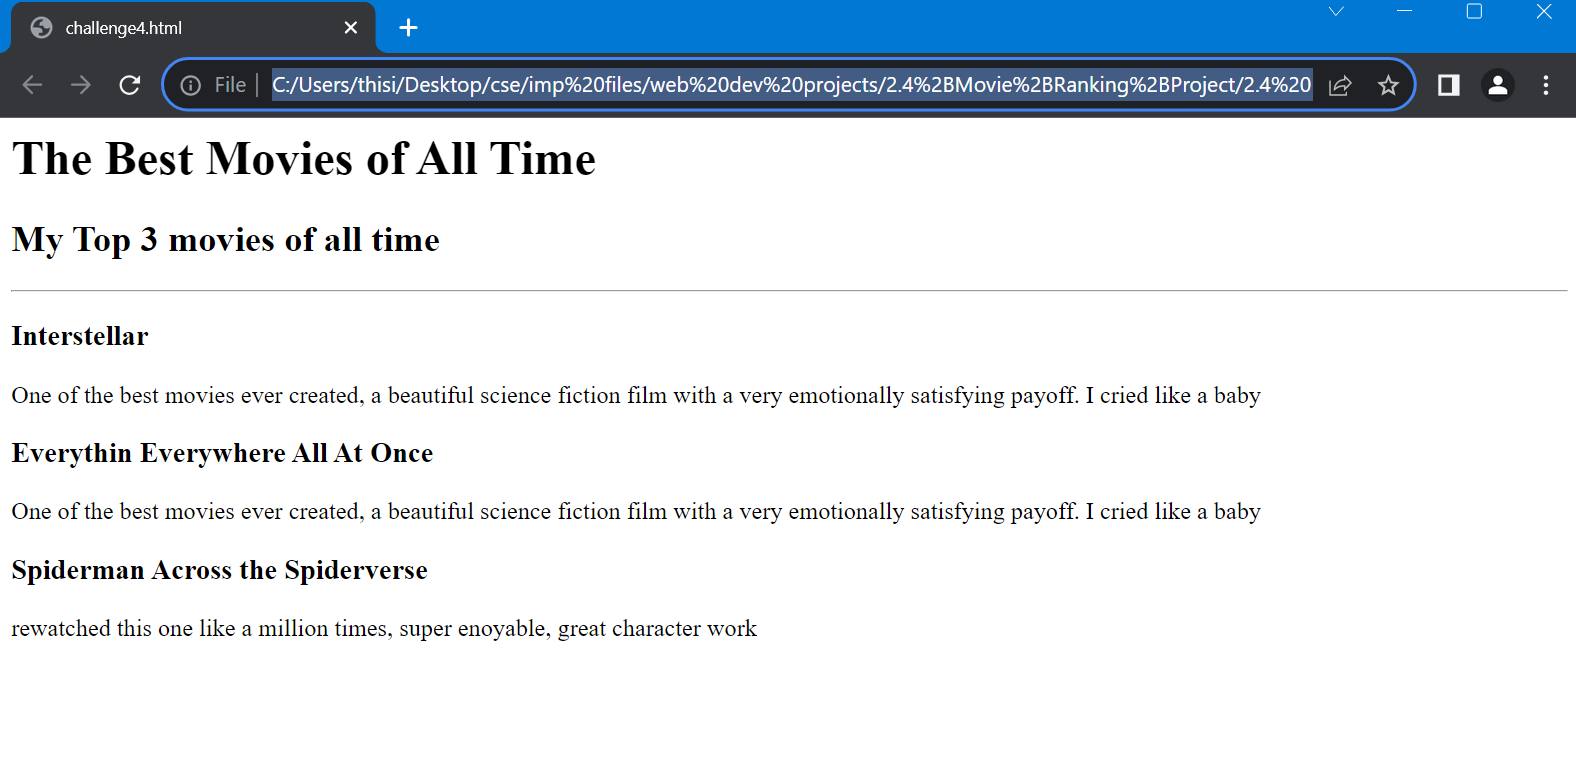 challenge4.html
File
C:/Users/thisi/Desktop/cse/imp%20files/web%20dev%20projects/2.4%2BMovie%2BRanking%2BProject/2.4%20
The Best Movies of All Time
My Top 3 movies of all time
Interstellar
One of the best movies ever created, a beautiful science fiction film with a very emotionally satisfying payoff. I cried like a baby
Everythin Everywhere All At Once
One of the best movies ever created, a beautiful science fiction film with a very emotionally satisfying payoff. I cried like a baby
Spiderman Across the Spiderverse
rewatched this one like a million times, super enoyable, great character work